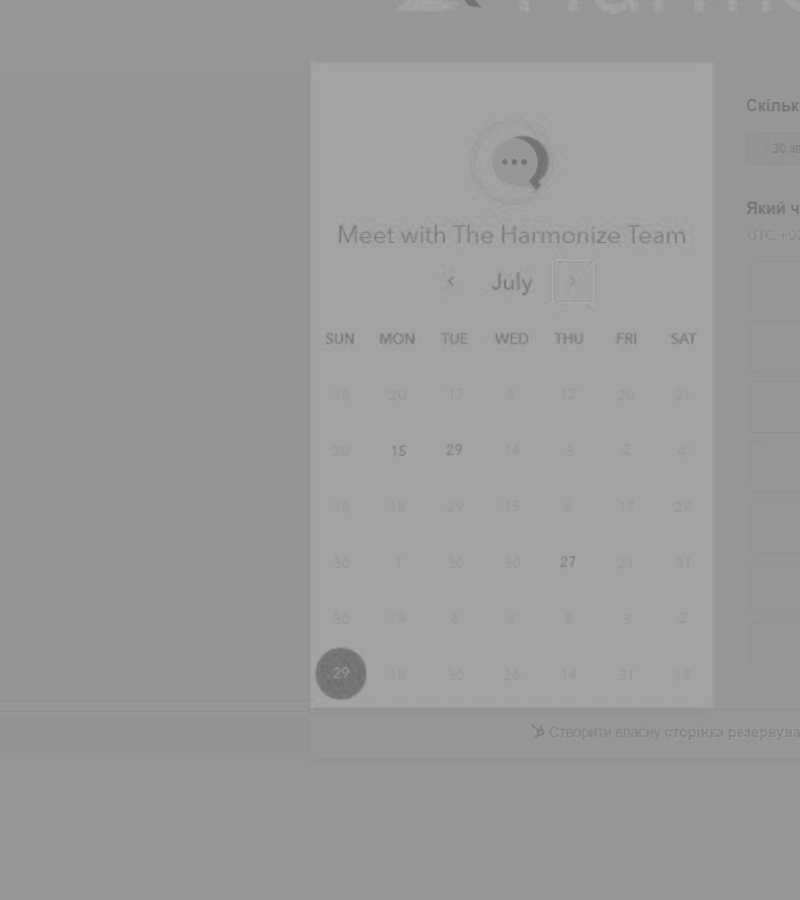 Meet with The Harmonize Team
‹ July ›
SUN MON TUE WED THU FRI SAT
10 20 17 6 12 20 21
20 15 29 14 5 2 4
10 18 29 15 6 17 27
30 1 30 30 27 21 31
30 19 4 4 8 5 2
29 18 30 26 14 31 18
Скільк
30 хв
Який ч
UTC +03
Створити власну сторінка резервува